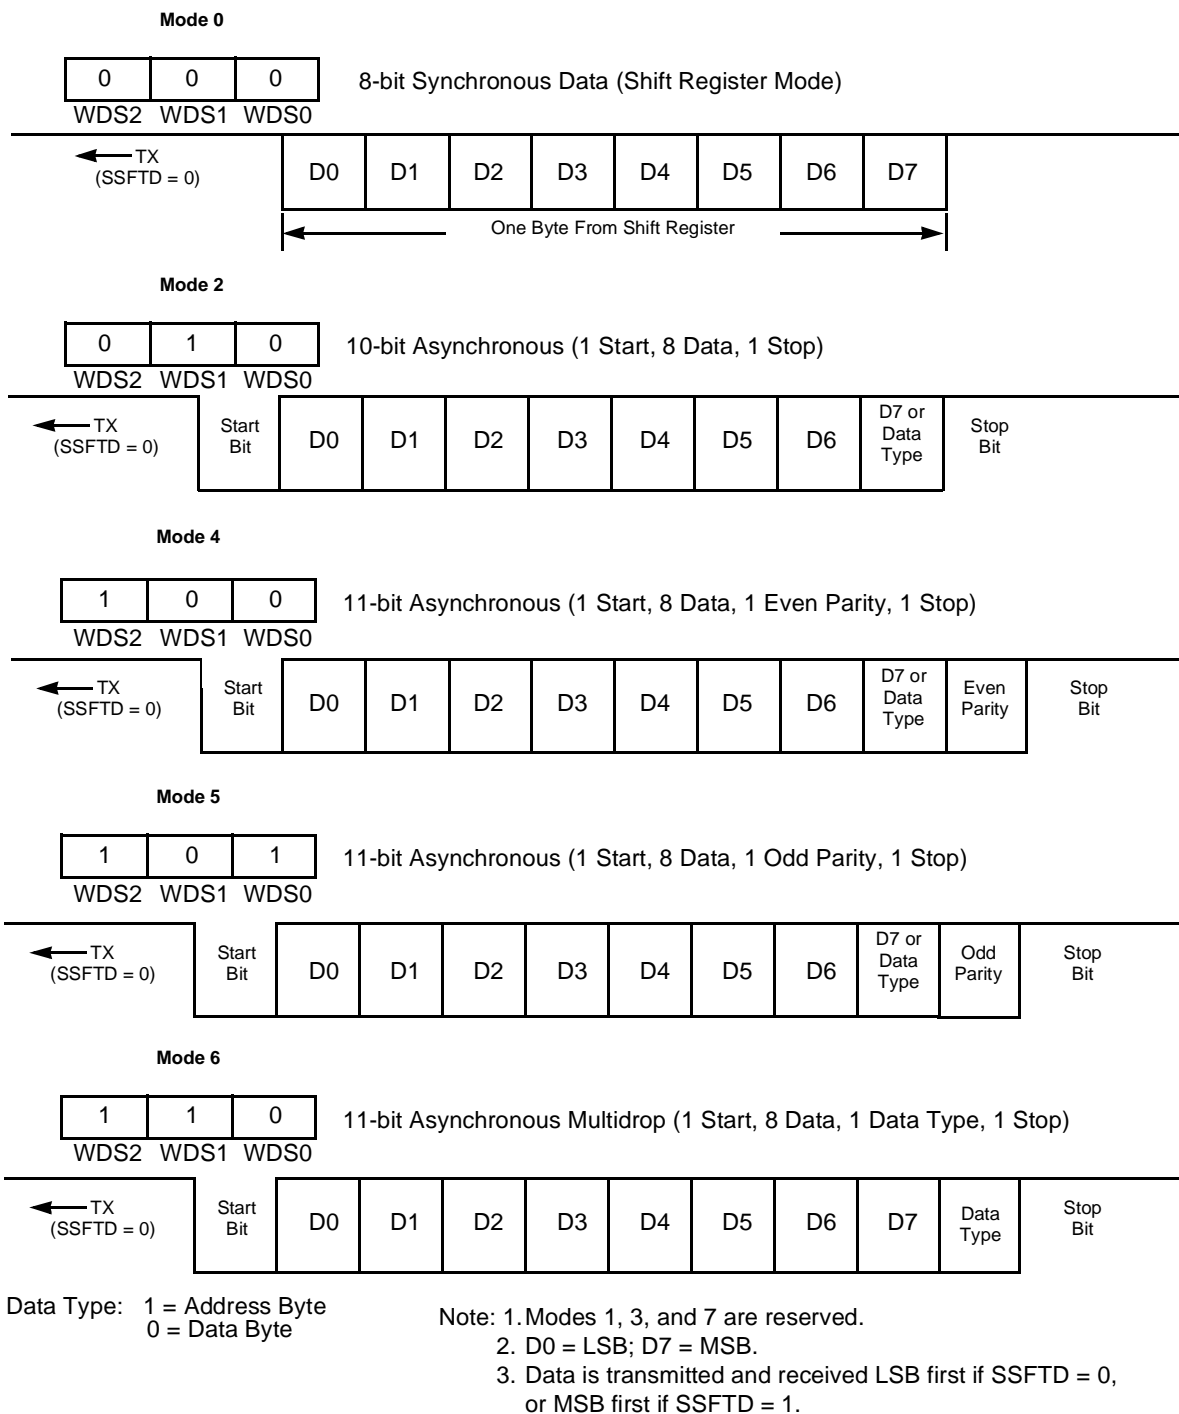 Mode 0
0 0 0 8-bit Synchronous Data (Shift Register Mode)
WDS2 WDS1 WDS0
TX
(SSFTD = 0)
D0 D1 D2 D3 D4 D5 D6 D7
One Byte From Shift Register
Mode 2
0 1 0 10-bit Asynchronous (1 Start, 8 Data, 1 Stop)
WDS2 WDS1 WDS0
TX
(SSFTD = 0)
Start
Bit
D0 D1 D2 D3 D4 D5 D6
D7 or
Data
Type
Stop
Bit
Mode 4
1 0 0 11-bit Asynchronous (1 Start, 8 Data, 1 Even Parity, 1 Stop)
WDS2 WDS1 WDS0
TX
(SSFTD = 0)
Start
Bit
D0 D1 D2 D3 D4 D5 D6
D7 or
Data
Type
Even
Parity
Stop
Bit
Mode 5
1 0 1 11-bit Asynchronous (1 Start, 8 Data, 1 Odd Parity, 1 Stop)
WDS2 WDS1 WDS0
TX
(SSFTD = 0)
Start
Bit
D0 D1 D2 D3 D4 D5 D6
D7 or
Data
Type
Odd
Parity
Stop
Bit
Mode 6
1 1 0 11-bit Asynchronous Multidrop (1 Start, 8 Data, 1 Data Type, 1 Stop)
WDS2 WDS1 WDS0
TX
(SSFTD = 0)
Start
Bit
D0 D1 D2 D3 D4 D5 D6 D7
Data
Type
Stop
Bit
Data Type: 1 = Address Byte
0 = Data Byte
Note: 1. Modes 1, 3, and 7 are reserved.
2. D0 = LSB; D7 = MSB.
3. Data is transmitted and received LSB first if SSFTD = 0,
or MSB first if SSFTD = 1.